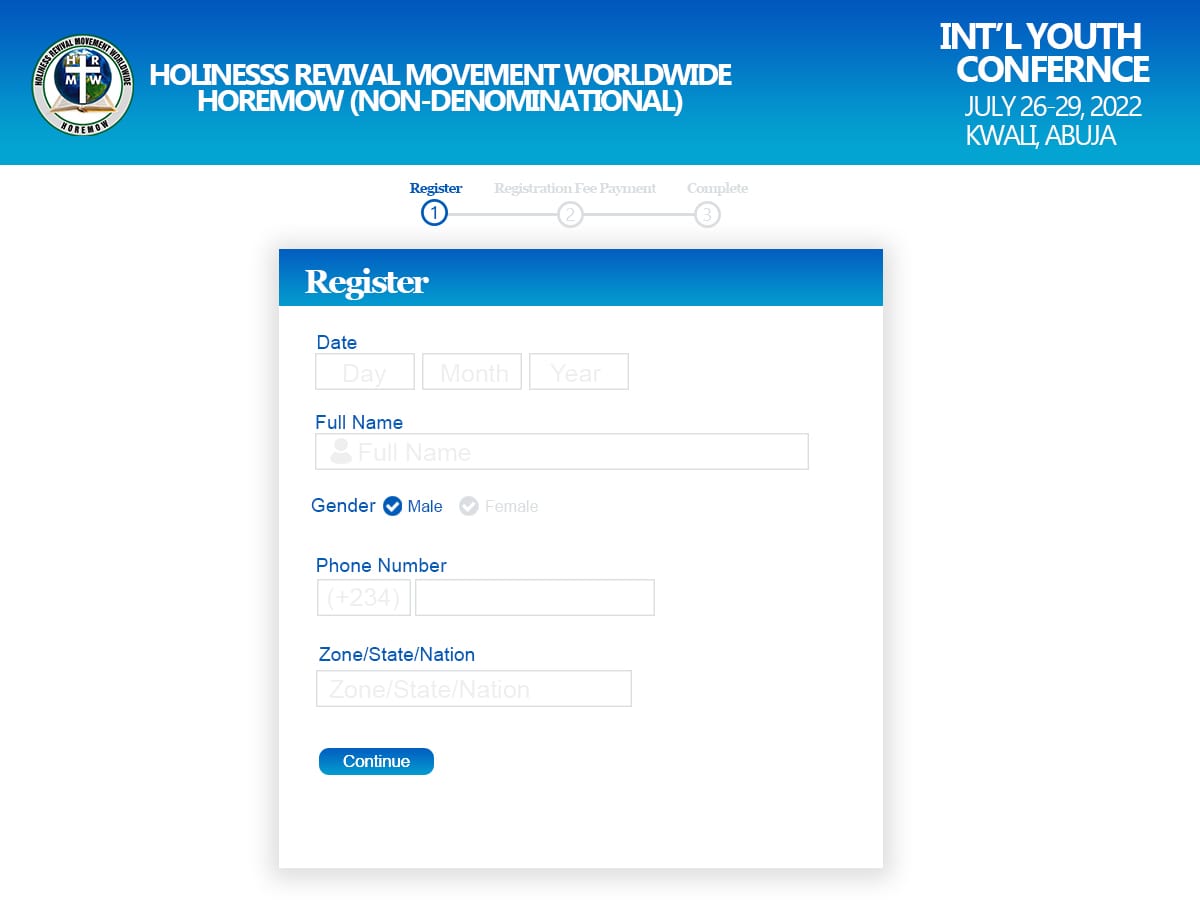 HOLINESS REVIVAL MOVEMENT WORLDWIDE
H R
M W
HOREMOW
HOLINESSS REVIVAL MOVEMENT WORLDWIDE
HOREMOW (NON-DENOMINATIONAL)
INT'L YOUTH
CONFERNCE
JULY 26-29, 2022
KWALI, ABUJA
Register Registration Fee Payment Complete
1 2 3
Register
Date
Day Month Year
Full Name
Full Name
Gender Male Female
Phone Number
(+234)
Zone/State/Nation
Zone/State/Nation
Continue